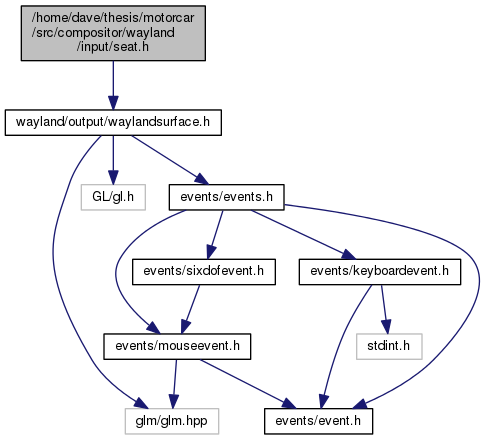 /home/dave/thesis/motorcar
/src/compositor/wayland
/input/seat.h
wayland/output/waylandsurface.h
GL/gl.h
events/events.h
events/sixdofevent.h
events/keyboardevent.h
events/mouseevent.h
stdint.h
glm/glm.hpp
events/event.h